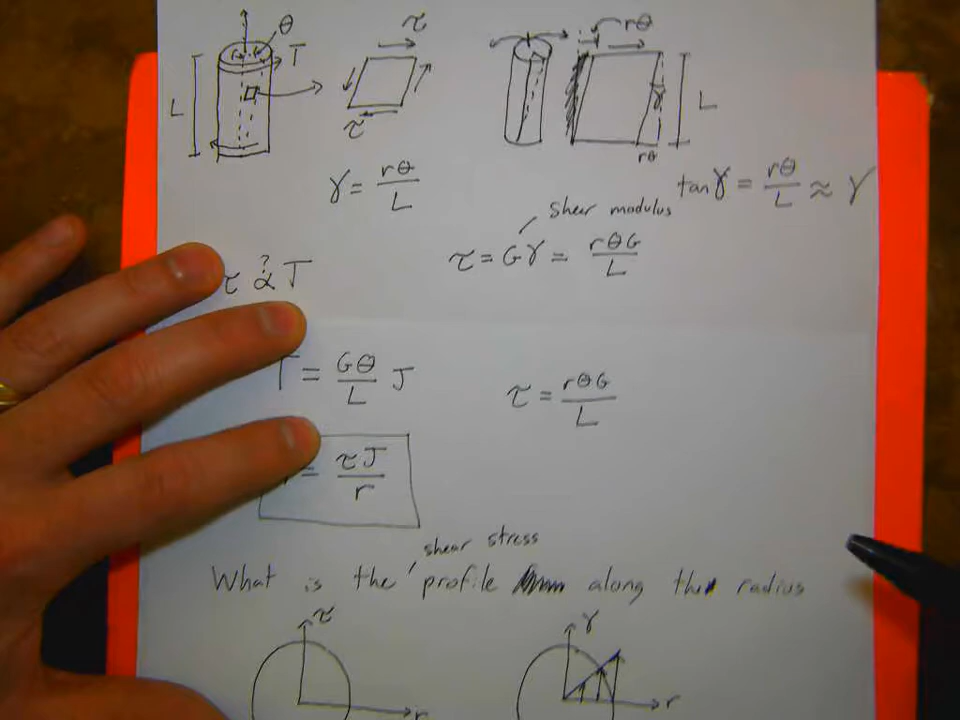 θ
r
T
L
τ
τ
rθ
γ
L
rθ
γ = rθ/L
tanγ = rθ/L ≈ γ
shear modulus
τ = Gγ = rθG/L
τ ?∝ T
T = Gθ/L J
τ = rθG/L
= τJ/r
shear stress
What is the profile along the radius
τ
r
γ
r